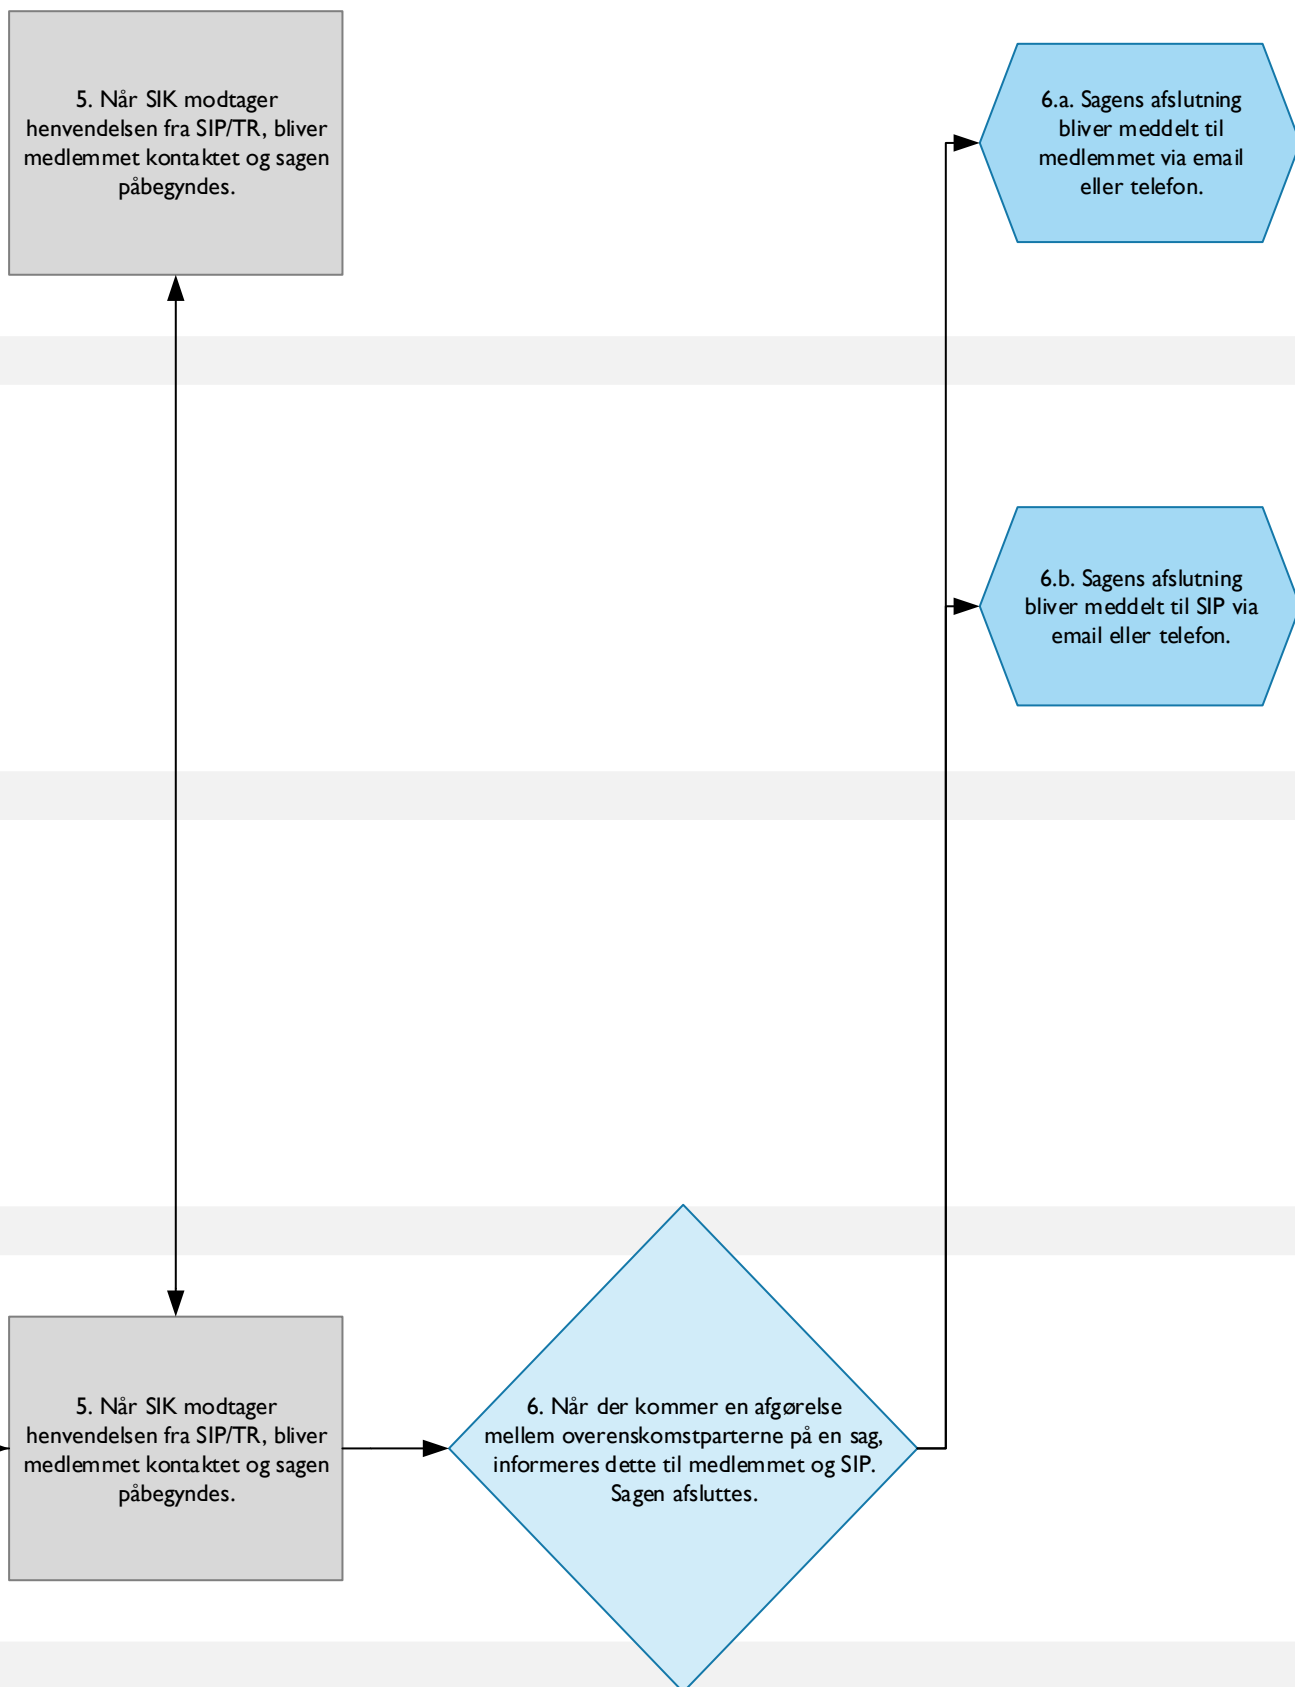 5. Når SIK modtager
henvendelsen fra SIP/TR, bliver
medlemmet kontaktet og sagen
påbegyndes.
6.a. Sagens afslutning
bliver meddelt til
medlemmet via email
eller telefon.
6.b. Sagens afslutning
bliver meddelt til SIP via
email eller telefon.
5. Når SIK modtager
henvendelsen fra SIP/TR, bliver
medlemmet kontaktet og sagen
påbegyndes.
6. Når der kommer en afgørelse
mellem overenskomstparterne på en sag,
informeres dette til medlemmet og SIP.
Sagen afsluttes.